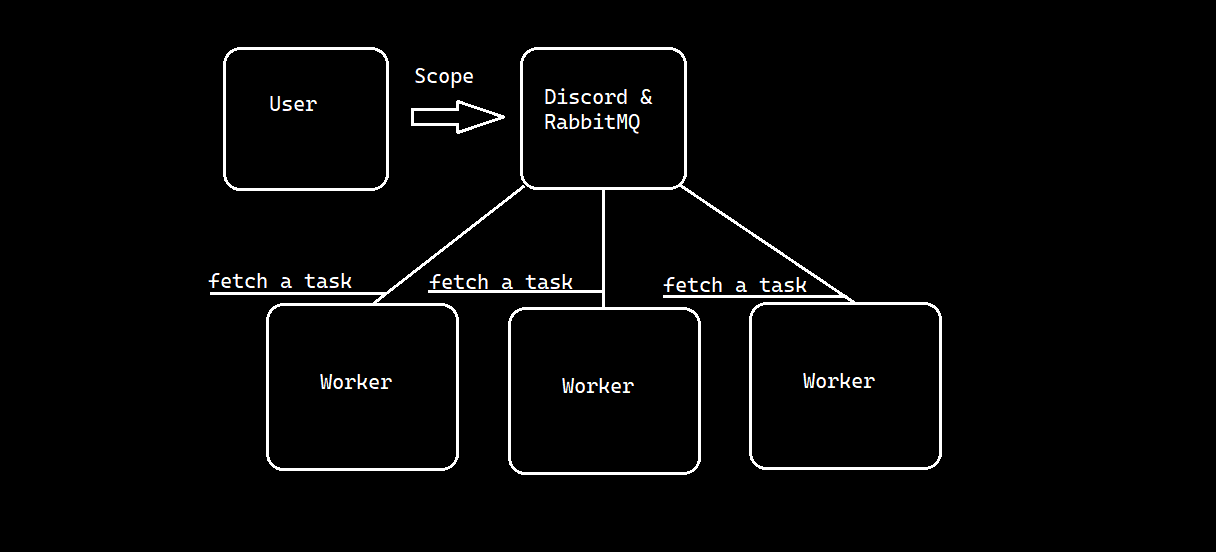 User
Scope
Discord &
RabbitMQ
fetch a task
fetch a task
fetch a task
Worker
Worker
Worker